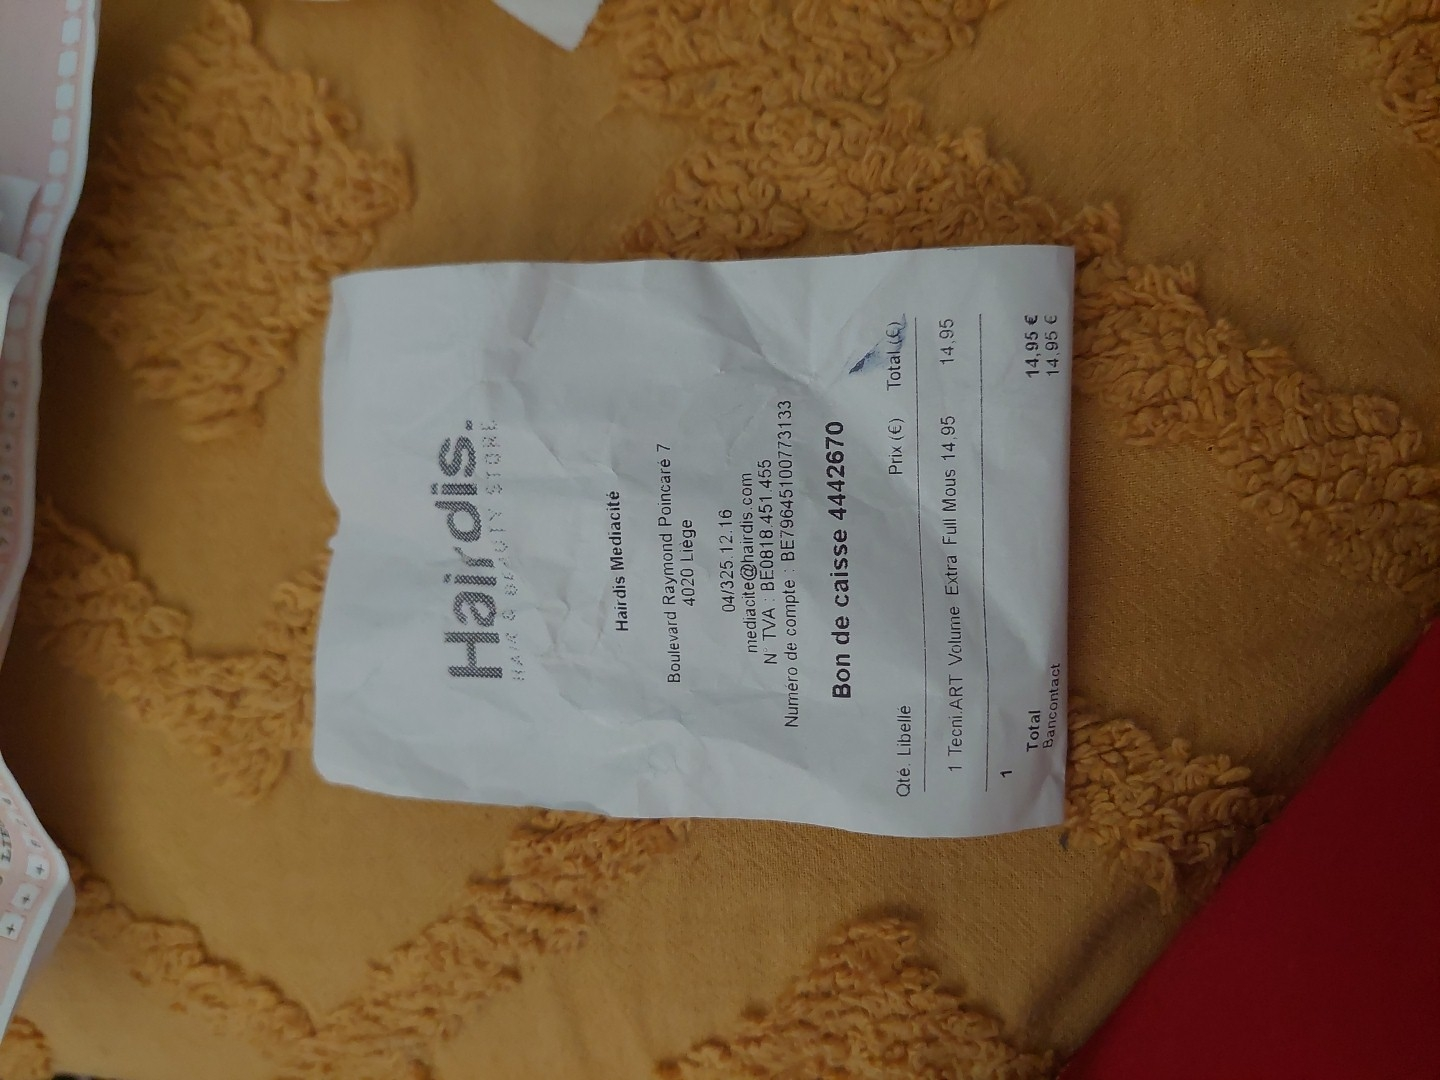 Hairdis.
HAIR & BEAUTY STORE
Hairdis Mediacité
Boulevard Raymond Poincaré 7
4020 Liège
04/325.12.16
mediacite@hairdis.com
N° TVA : BE0818.451.455
Numéro de compte : BE79645100773133
Bon de caisse 4442670
Qté. Libellé Prix (€) Total (€)
1 Tecni.ART Volume Extra Full Mous 14,95 14,95
1
Total 14,95 €
Bancontact 14,95 €